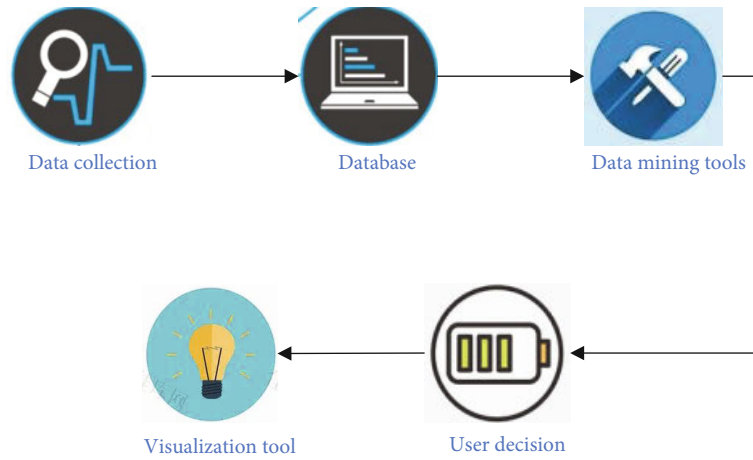 Data collection
Database
Data mining tools
Visualization tool
User decision